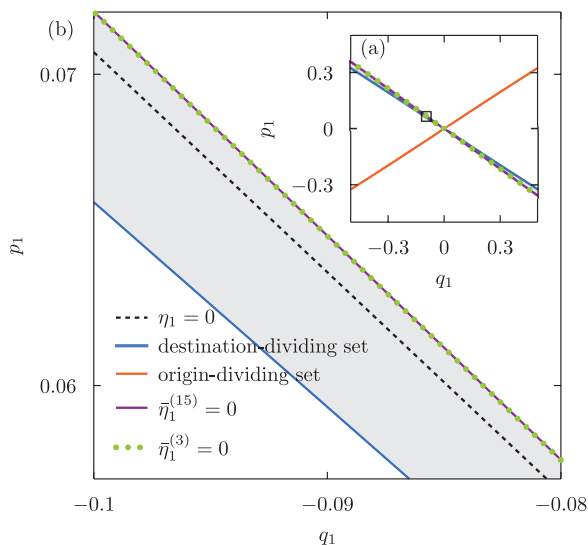 (b)
(a)
0.07
0.06
p₁
−0.1
−0.09
−0.08
q₁
0.3
0
−0.3
p₁
−0.3
0
0.3
q₁
η₁ = 0
destination-dividing set
origin-dividing set
η̄₁⁽¹⁵⁾ = 0
η̄₁⁽³⁾ = 0